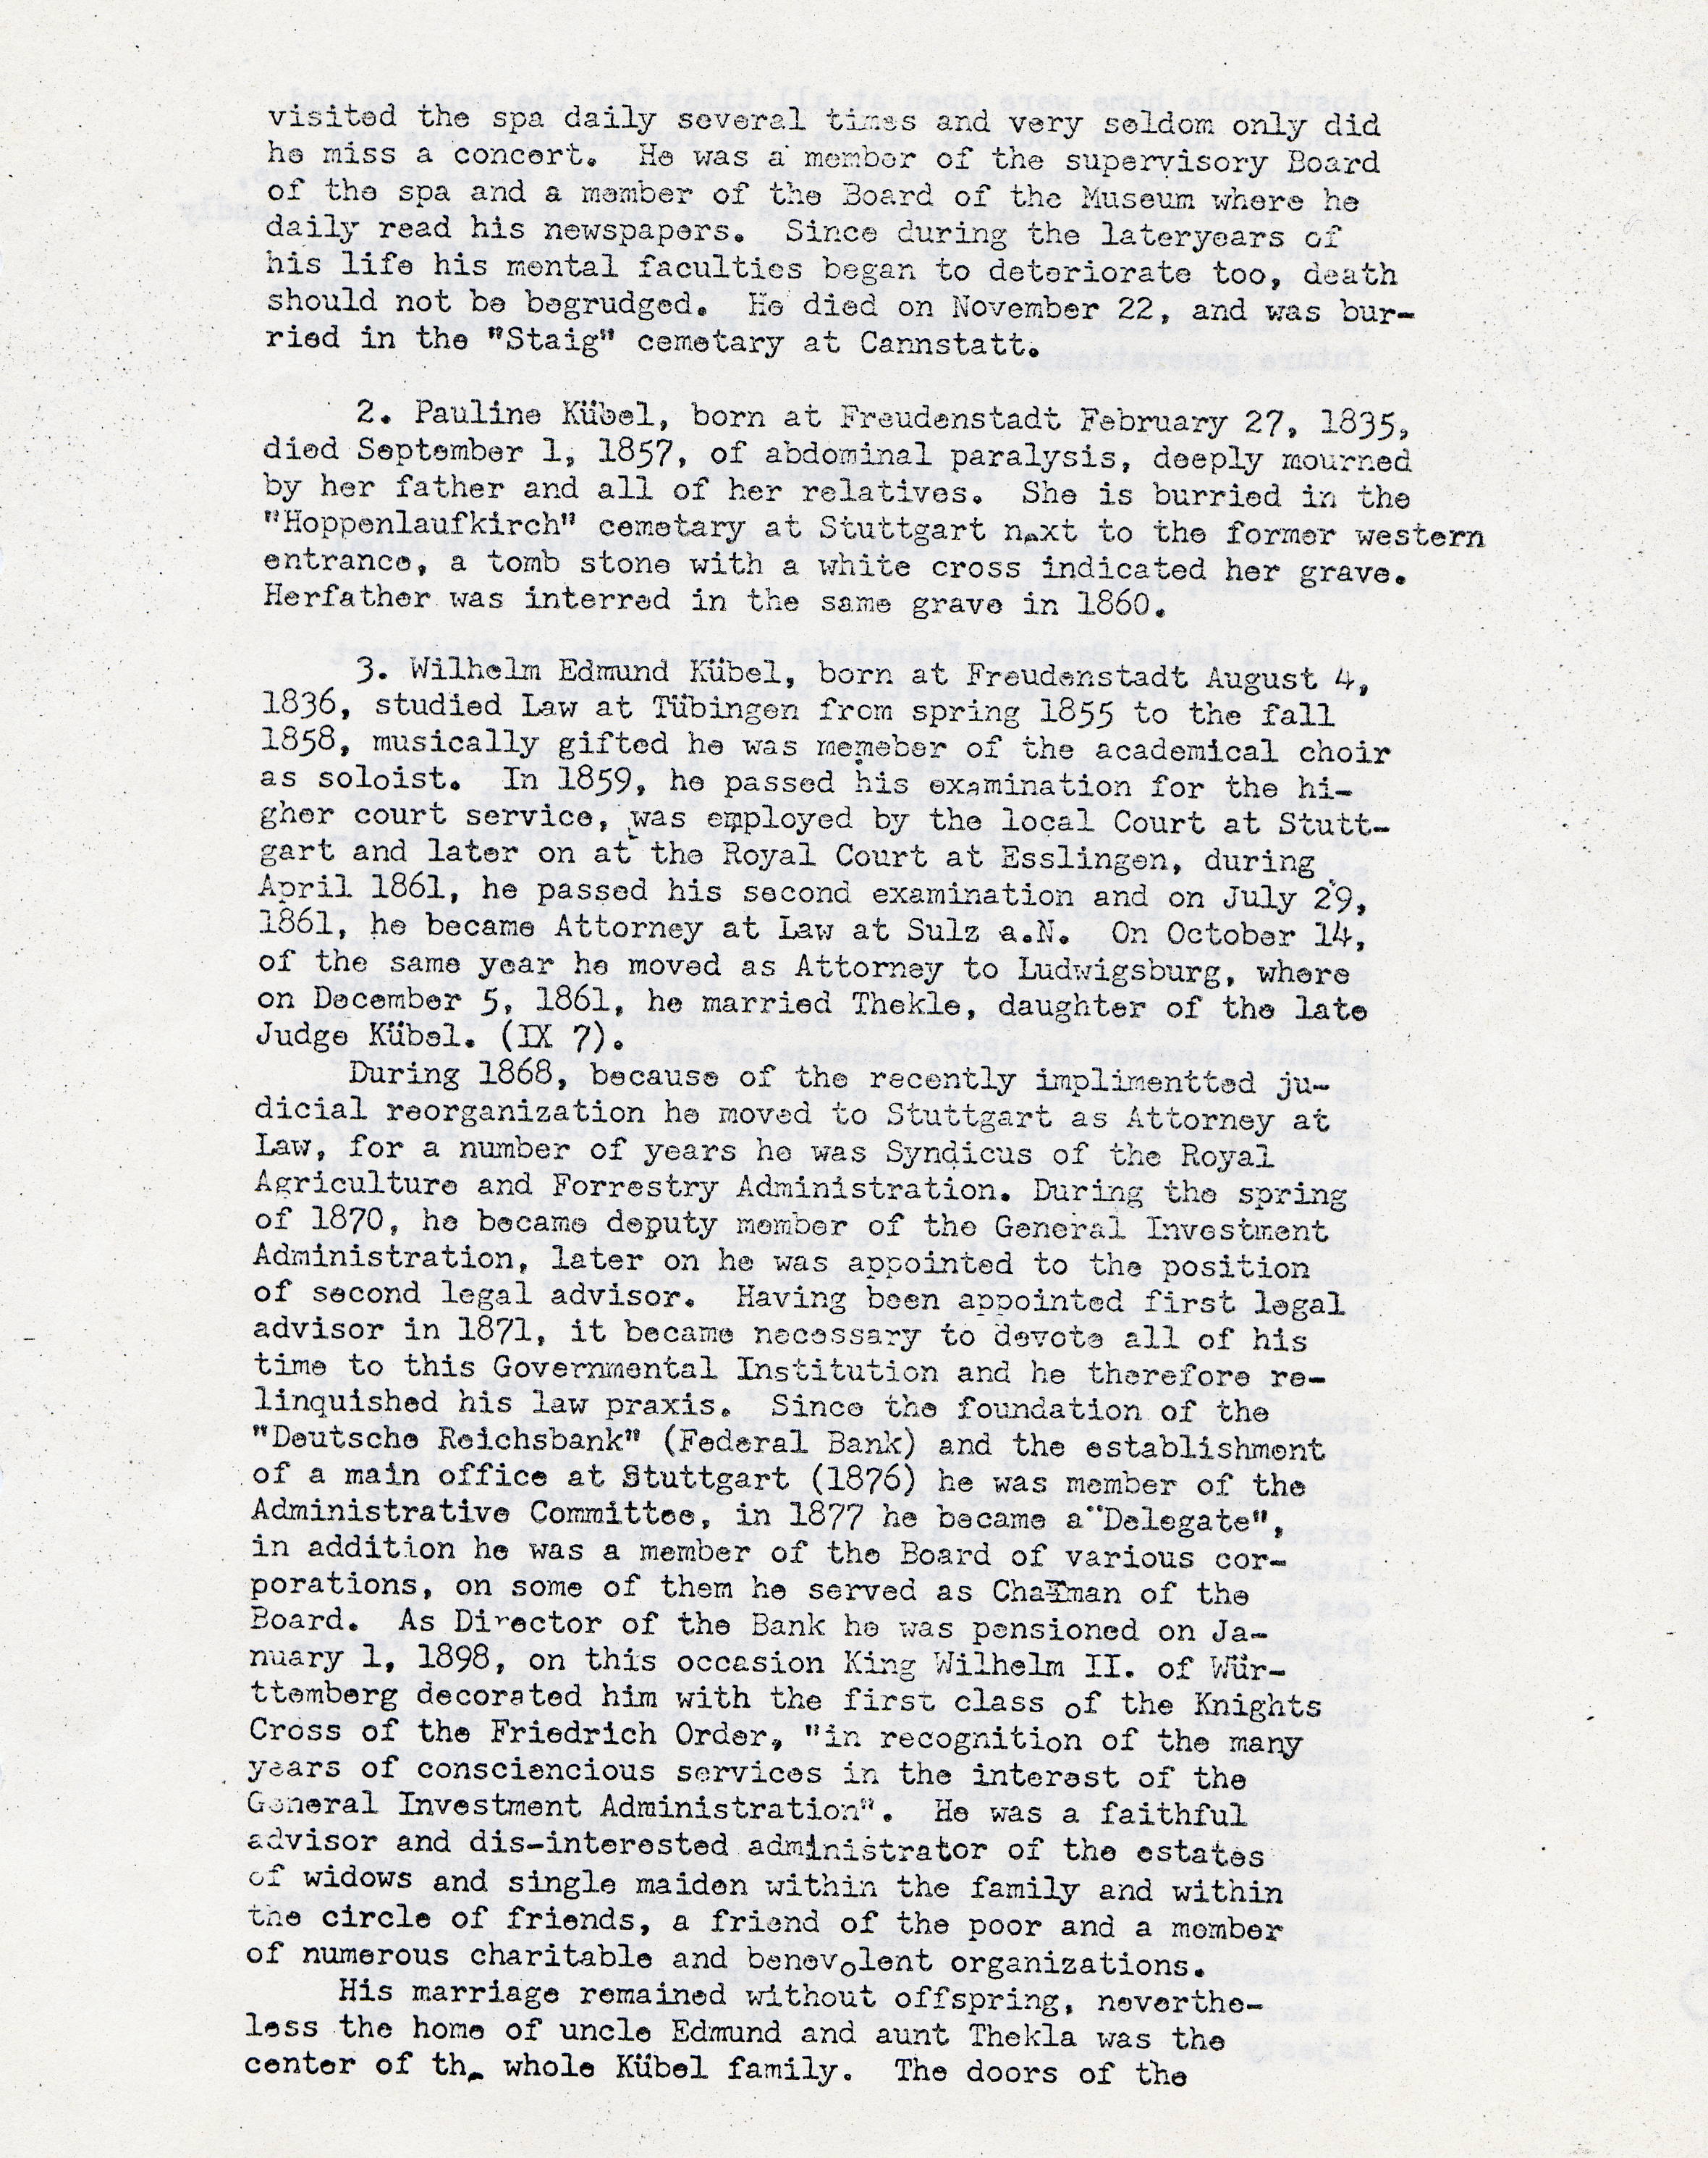 visited the spa daily several times and very seldom only did
he miss a concert. He was a member of the supervisory Board
of the spa and a member of the Board of the Museum where he
daily read his newspapers. Since during the lateryears of
his life his mental faculties began to deteriorate too, death
should not be begrudged. He died on November 22, and was bur-
ried in the "Staig" cemetary at Cannstatt.
2. Pauline Kübel, born at Freudenstadt February 27, 1835,
died September 1, 1857, of abdominal paralysis, deeply mourned
by her father and all of her relatives. She is burried in the
"Hoppenlaufkirch" cemetary at Stuttgart next to the former western
entrance, a tomb stone with a white cross indicated her grave.
Herfather was interred in the same grave in 1860.
3. Wilhelm Edmund Kübel, born at Freudenstadt August 4,
1836, studied Law at Tübingen from spring 1855 to the fall
1858, musically gifted he was memeber of the academical choir
as soloist. In 1859, he passed his examination for the hi-
gher court service, was employed by the local Court at Stutt-
gart and later on at the Royal Court at Esslingen, during
April 1861, he passed his second examination and on July 29,
1861, he became Attorney at Law at Sulz a.N. On October 14,
of the same year he moved as Attorney to Ludwigsburg, where
on December 5, 1861, he married Thekle, daughter of the late
Judge Kübel. (IX 7).
During 1868, because of the recently implimentted ju-
dicial reorganization he moved to Stuttgart as Attorney at
Law, for a number of years he was Syndicus of the Royal
Agriculture and Forrestry Administration. During the spring
of 1870, he became deputy member of the General Investment
Administration, later on he was appointed to the position
of second legal advisor. Having been appointed first legal
advisor in 1871, it became necessary to devote all of his
time to this Governmental Institution and he therefore re-
linquished his law praxis. Since the foundation of the
"Deutsche Reichsbank" (Federal Bank) and the establishment
of a main office at Stuttgart (1876) he was member of the
Administrative Committee, in 1877 he became a "Delegate",
in addition he was a member of the Board of various cor-
porations, on some of them he served as Chaiman of the
Board. As Director of the Bank he was pensioned on Ja-
nuary 1, 1898, on this occasion King Wilhelm II. of Wür-
ttemberg decorated him with the first class of the Knights
Cross of the Friedrich Order, "in recognition of the many
years of consciencious services in the interest of the
General Investment Administration". He was a faithful
advisor and dis-interested administrator of the estates
of widows and single maiden within the family and within
the circle of friends, a friend of the poor and a member
of numerous charitable and benevolent organizations.
His marriage remained without offspring, neverthe-
less the home of uncle Edmund and aunt Thekla was the
center of the whole Kübel family. The doors of the